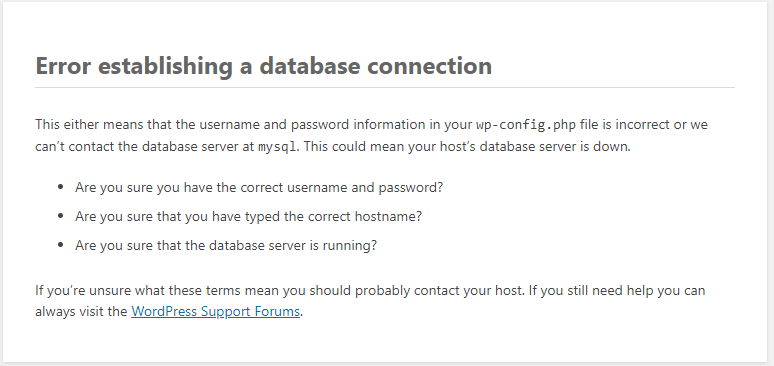 Error establishing a database connection
This either means that the username and password information in your wp-config.php file is incorrect or we
can’t contact the database server at mysql. This could mean your host’s database server is down.
• Are you sure you have the correct username and password?
• Are you sure that you have typed the correct hostname?
• Are you sure that the database server is running?
If you’re unsure what these terms mean you should probably contact your host. If you still need help you can
always visit the WordPress Support Forums.